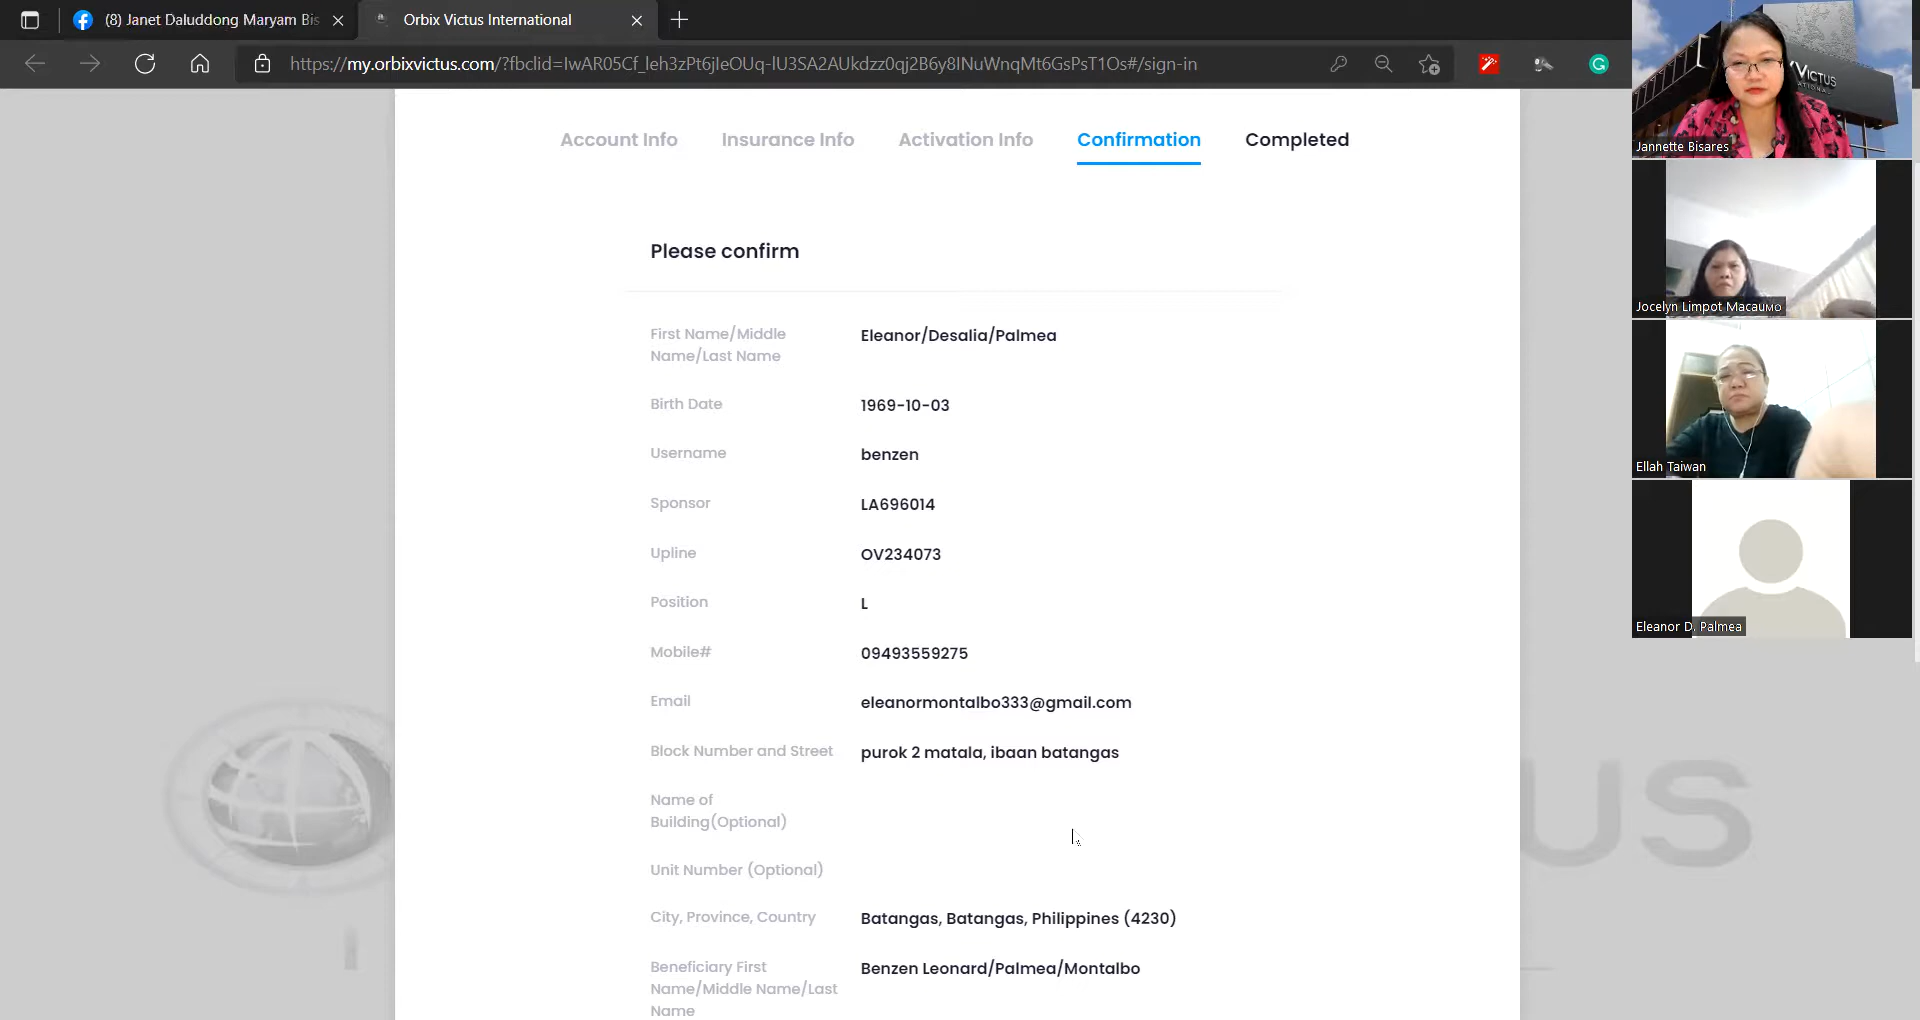 (8) Janet Daluddong Maryam Bis
Orbix Victus International
https://my.orbixvictus.com/?fbclid=IwAR05Cf_Ieh3zPt6jIeOUq-IU3SA2AUkdzz0qj2B6y8INuWnqMt6GsPsT1Os#/sign-in
Account Info
Insurance Info
Activation Info
Confirmation
Completed
Please confirm
First Name/Middle
Name/Last Name
Eleanor/Desalia/Palmea
Birth Date
1969-10-03
Username
benzen
Sponsor
LA696014
Upline
OV234073
Position
L
Mobile#
09493559275
Email
eleanormontalbo333@gmail.com
Block Number and Street
purok 2 matala, ibaan batangas
Name of
Building(Optional)
Unit Number (Optional)
City, Province, Country
Batangas, Batangas, Philippines (4230)
Beneficiary First
Name/Middle Name/Last
Name
Benzen Leonard/Palmea/Montalbo
US
VICTUS
Jannette Bisares
Jocelyn Limpot Macaumo
Ellah Taiwan
Eleanor D. Palmea